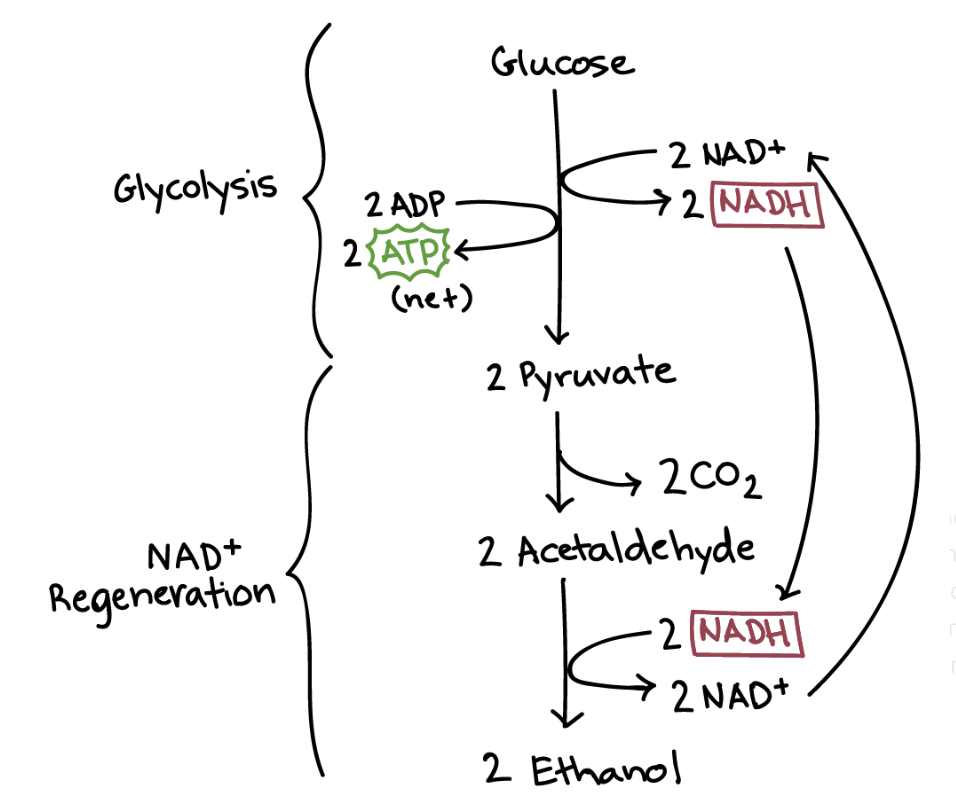 Glucose
2 NAD+
Glycolysis
2 NADH
2 ADP
2 ATP
(net)
2 Pyruvate
2 CO2
2 Acetaldehyde
NAD+
Regeneration
2 NADH
2 NAD+
2 Ethanol